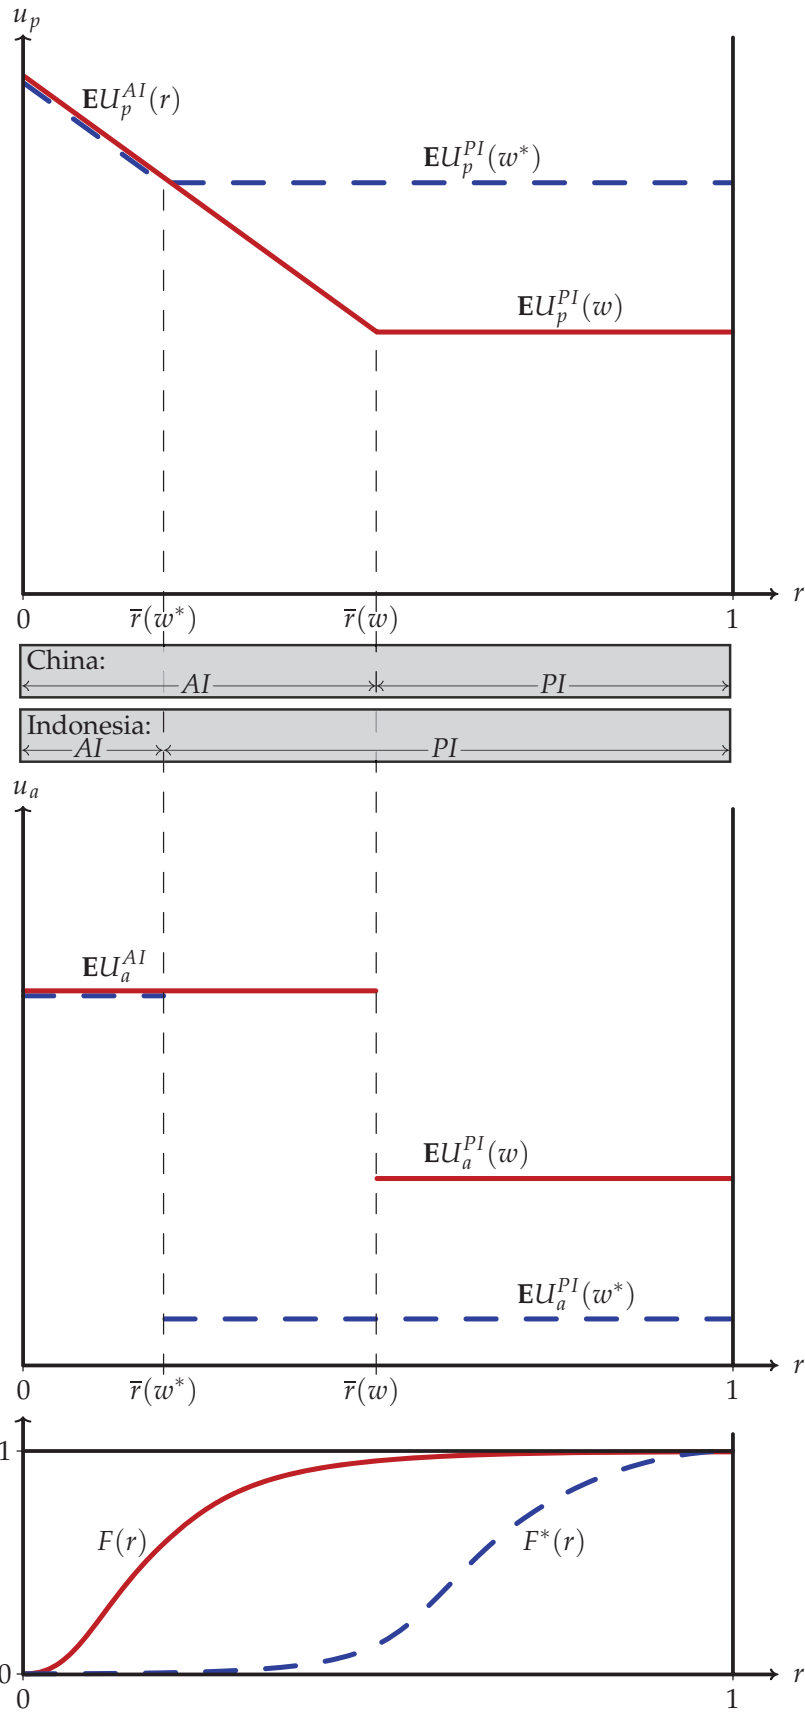 u_p
𝐄U_p^{AI}(r)
𝐄U_p^{PI}(w*)
𝐄U_p^{PI}(w)
r
0 r̅(w*) r̅(w) 1
China:
AI PI
Indonesia:
AI PI
u_a
𝐄U_a^{AI}
𝐄U_a^{PI}(w)
𝐄U_a^{PI}(w*)
r
0 r̅(w*) r̅(w) 1
1
F(r) F*(r)
0 r
0 1